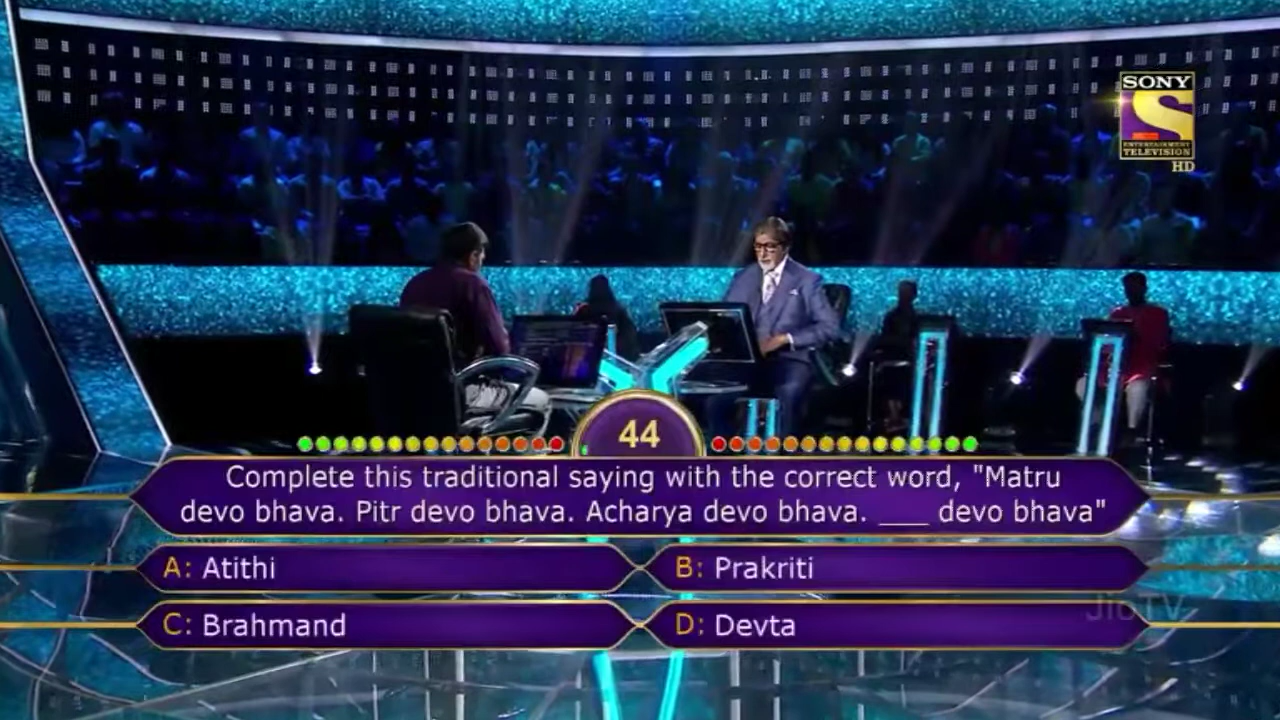 SONY
ENTERTAINMENT
TELEVISION
HD
44
Complete this traditional saying with the correct word, "Matru
devo bhava. Pitr devo bhava. Acharya devo bhava. ___ devo bhava"
A: Atithi
B: Prakriti
C: Brahmand
D: Devta
JioTV